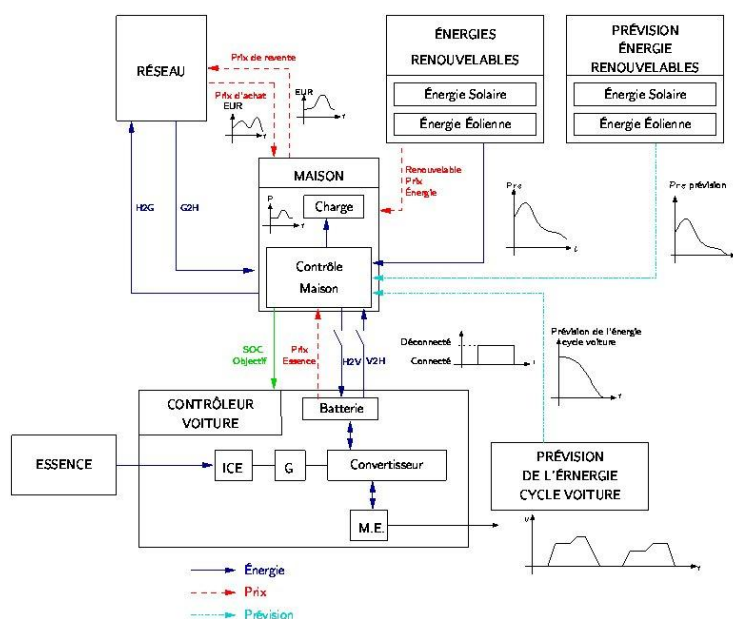 RÉSEAU
Prix de revente
Prix d'achat
EUR
t
EUR
t
ÉNERGIES
RENOUVELABLES
Énergie Solaire
Énergie Éolienne
PRÉVISION
ÉNERGIE
RENOUVELABLES
Énergie Solaire
Énergie Éolienne
MAISON
P
t
Charge
Contrôle
Maison
Renouvelable
Prix
Énergie
Pre
t
Pre prévision
t
H2G
G2H
SOC
Objectif
Prix
Essence
H2V
V2H
Déconnecté
Connecté
Prévision de l'énergie
cycle voiture
t
CONTRÔLEUR
VOITURE
Batterie
ESSENCE
ICE
G
Convertisseur
M.E.
PRÉVISION
DE L'ÉRNERGIE
CYCLE VOITURE
v
t
Énergie
Prix
Prévision